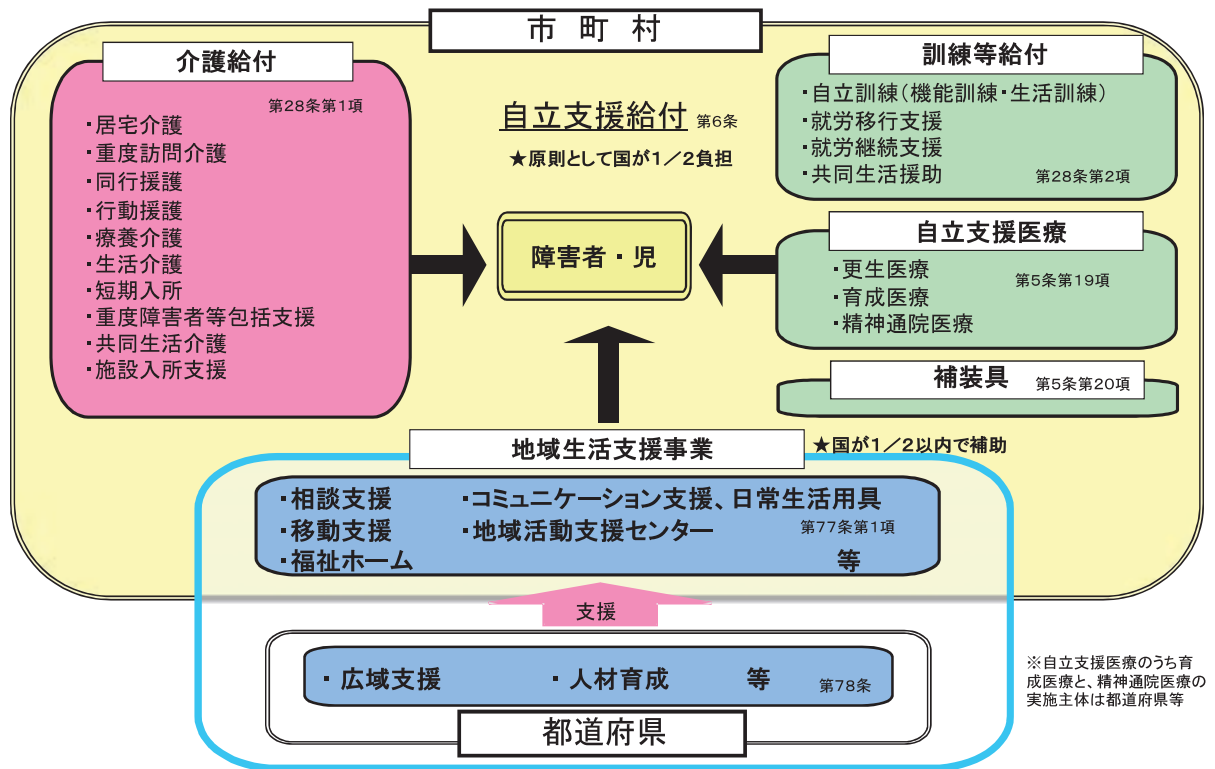 市 町 村
介護給付
第28条第1項
・居宅介護
・重度訪問介護
・同行援護
・行動援護
・療養介護
・生活介護
・短期入所
・重度障害者等包括支援
・共同生活介護
・施設入所支援
自立支援給付 第6条
★原則として国が1／2負担
障害者・児
訓練等給付
・自立訓練（機能訓練・生活訓練）
・就労移行支援
・就労継続支援
・共同生活援助 第28条第2項
自立支援医療
・更生医療
第5条第19項
・育成医療
・精神通院医療
補装具 第5条第20項
地域生活支援事業
★国が1／2以内で補助
・相談支援 ・コミュニケーション支援、日常生活用具
・移動支援 ・地域活動支援センター 第77条第1項
・福祉ホーム 等
支援
・広域支援 ・人材育成 等 第78条
都道府県
※自立支援医療のうち育
成医療と、精神通院医療の
実施主体は都道府県等